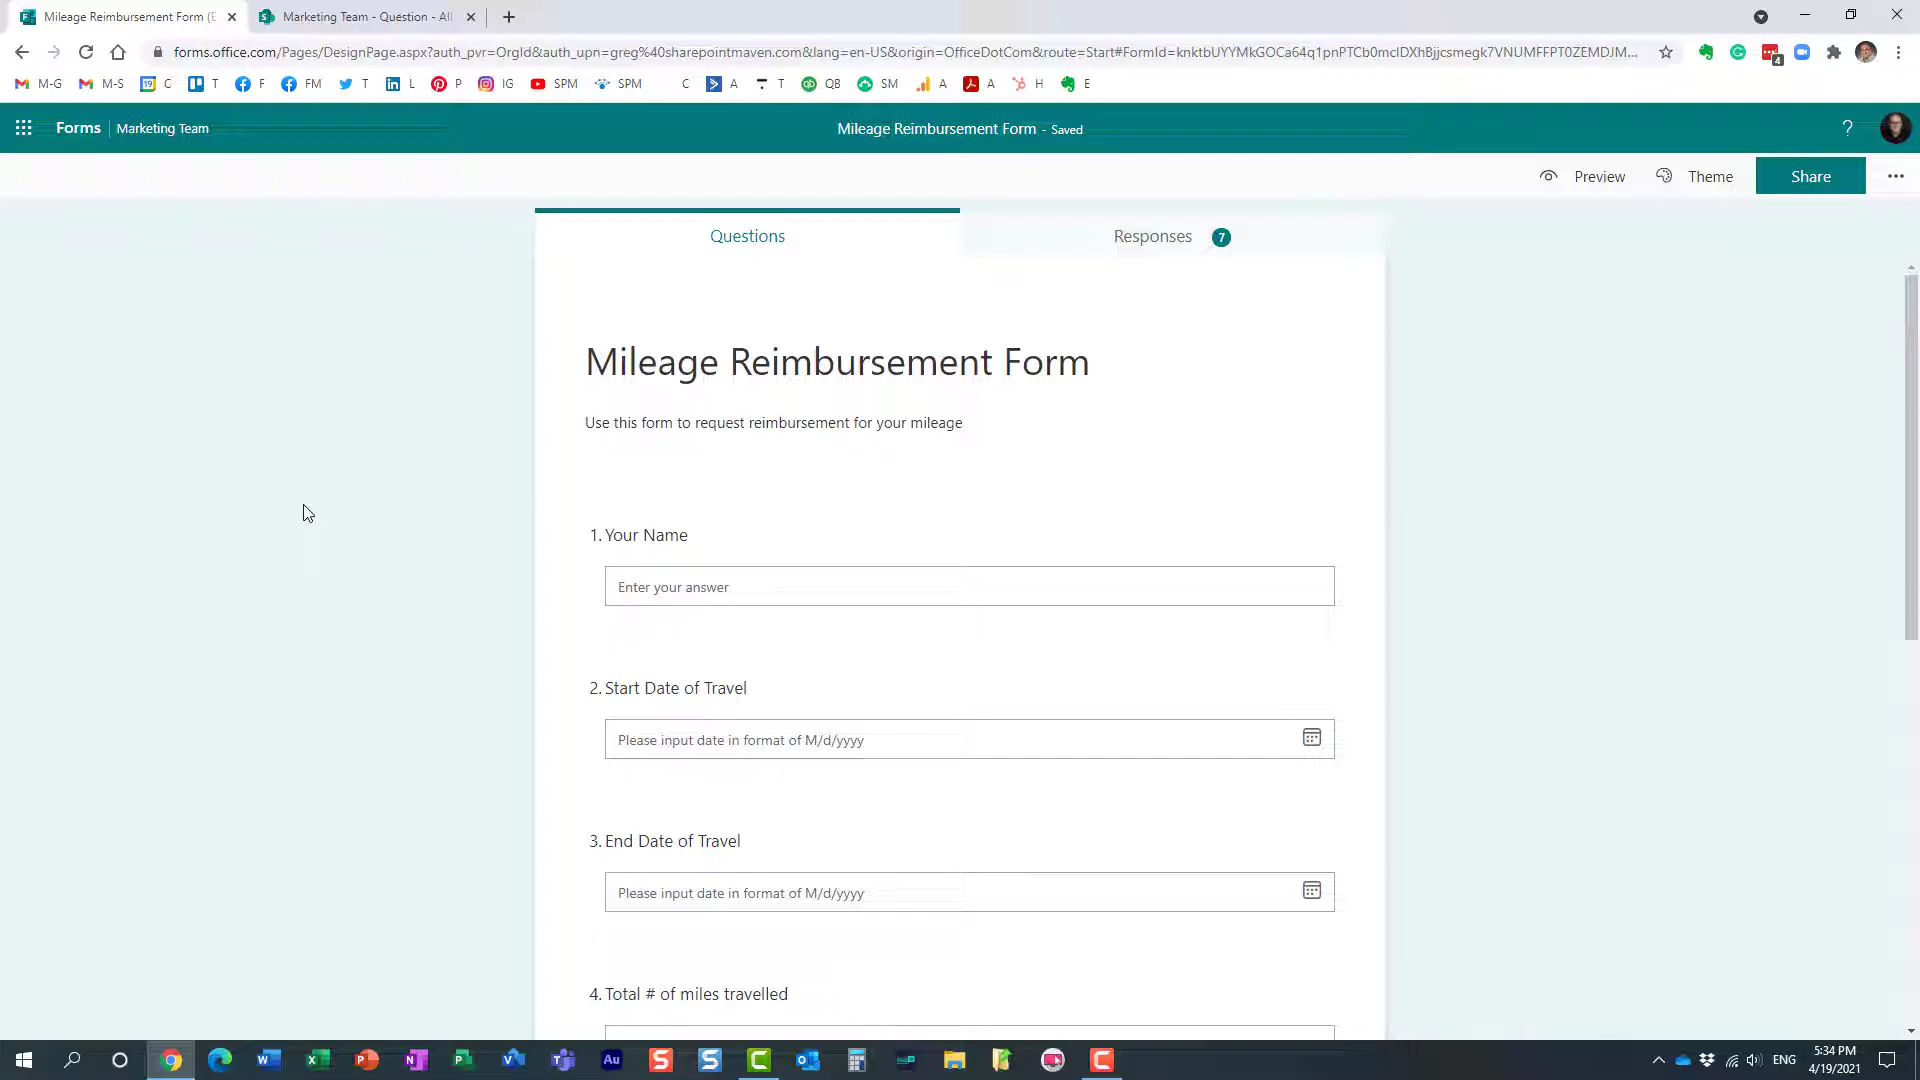 Mileage Reimbursement Form (E
Marketing Team - Question - All
forms.office.com/Pages/DesignPage.aspx?auth_pvr=OrgId&auth_upn=greg%40sharepointmaven.com&lang=en-US&origin=OfficeDotCom&route=Start#FormId=knktbUYYMkGOCa64q1pnPTCb0mcIDXhBjjcsmegk7VNUMFFPT0ZEMDJM...
4
M-G M-S C T F FM T L P IG SPM SPM C A T QB SM A A H E
Forms Marketing Team
Mileage Reimbursement Form - Saved
?
Preview Theme Share ...
Questions Responses 7
Mileage Reimbursement Form
Use this form to request reimbursement for your mileage
1. Your Name
Enter your answer
2. Start Date of Travel
Please input date in format of M/d/yyyy
3. End Date of Travel
Please input date in format of M/d/yyyy
4. Total # of miles travelled
ENG
5:34 PM
4/19/2021